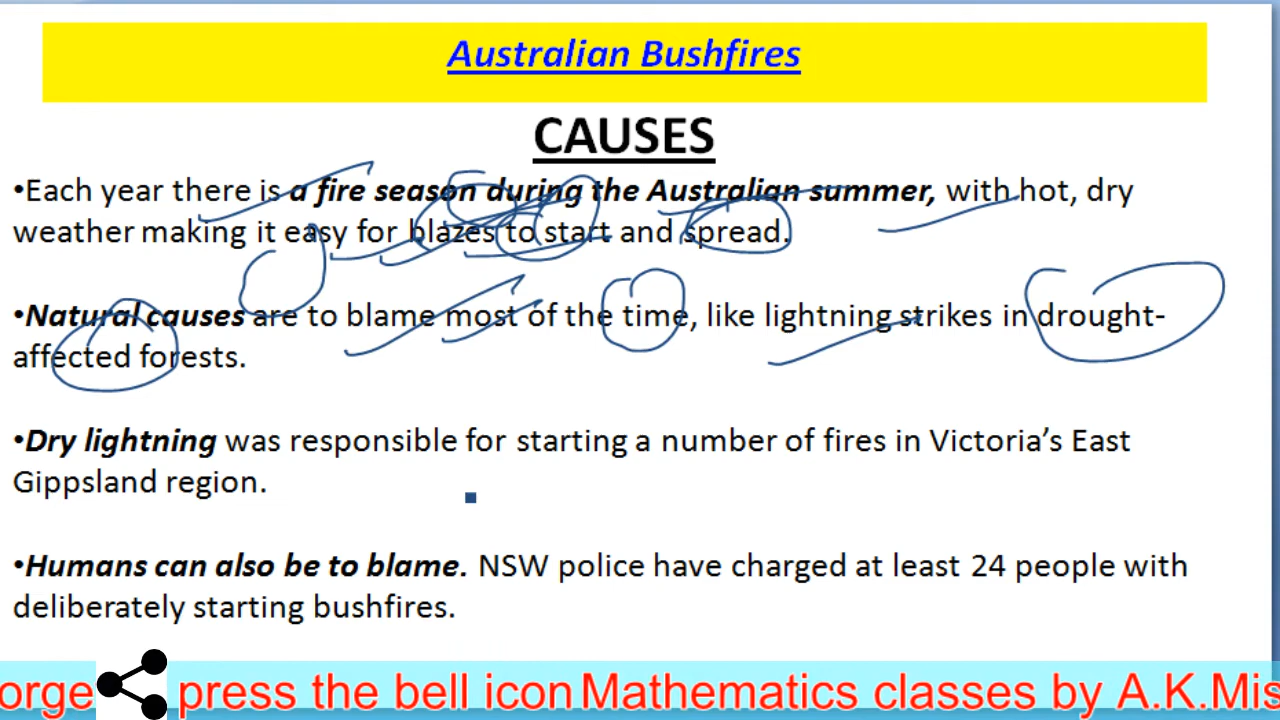 Australian Bushfires
CAUSES
•Each year there is a fire season during the Australian summer, with hot, dry
weather making it easy for blazes to start and spread.
•Natural causes are to blame most of the time, like lightning strikes in drought-
affected forests.
•Dry lightning was responsible for starting a number of fires in Victoria’s East
Gippsland region.
•Humans can also be to blame. NSW police have charged at least 24 people with
deliberately starting bushfires.
orge press the bell icon Mathematics classes by A.K.Mis